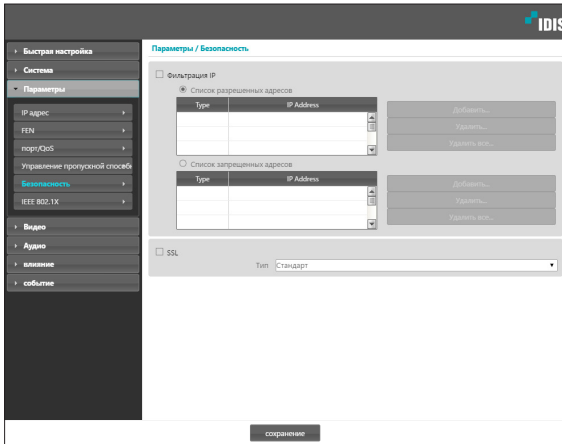 IDIS
Быстрая настройка
Система
Параметры
IP адрес
FEN
порт/QoS
Управление пропускной способн
Безопасность
IEEE 802.1X
Видео
Аудио
влияние
событие
Параметры / Безопасность
Фильтрация IP
Список разрешенных адресов
Type IP Address
Добавить...
Удалить...
Удалить все...
Список запрещенных адресов
Type IP Address
Добавить...
Удалить...
Удалить все...
SSL
Тип Стандарт
сохранение